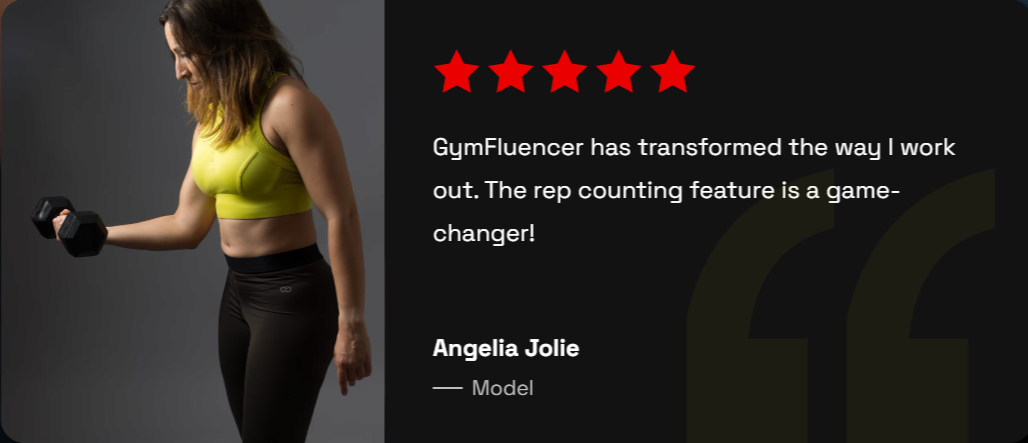 GymFluencer has transformed the way I work
out. The rep counting feature is a game-
changer!
Angelia Jolie
Model